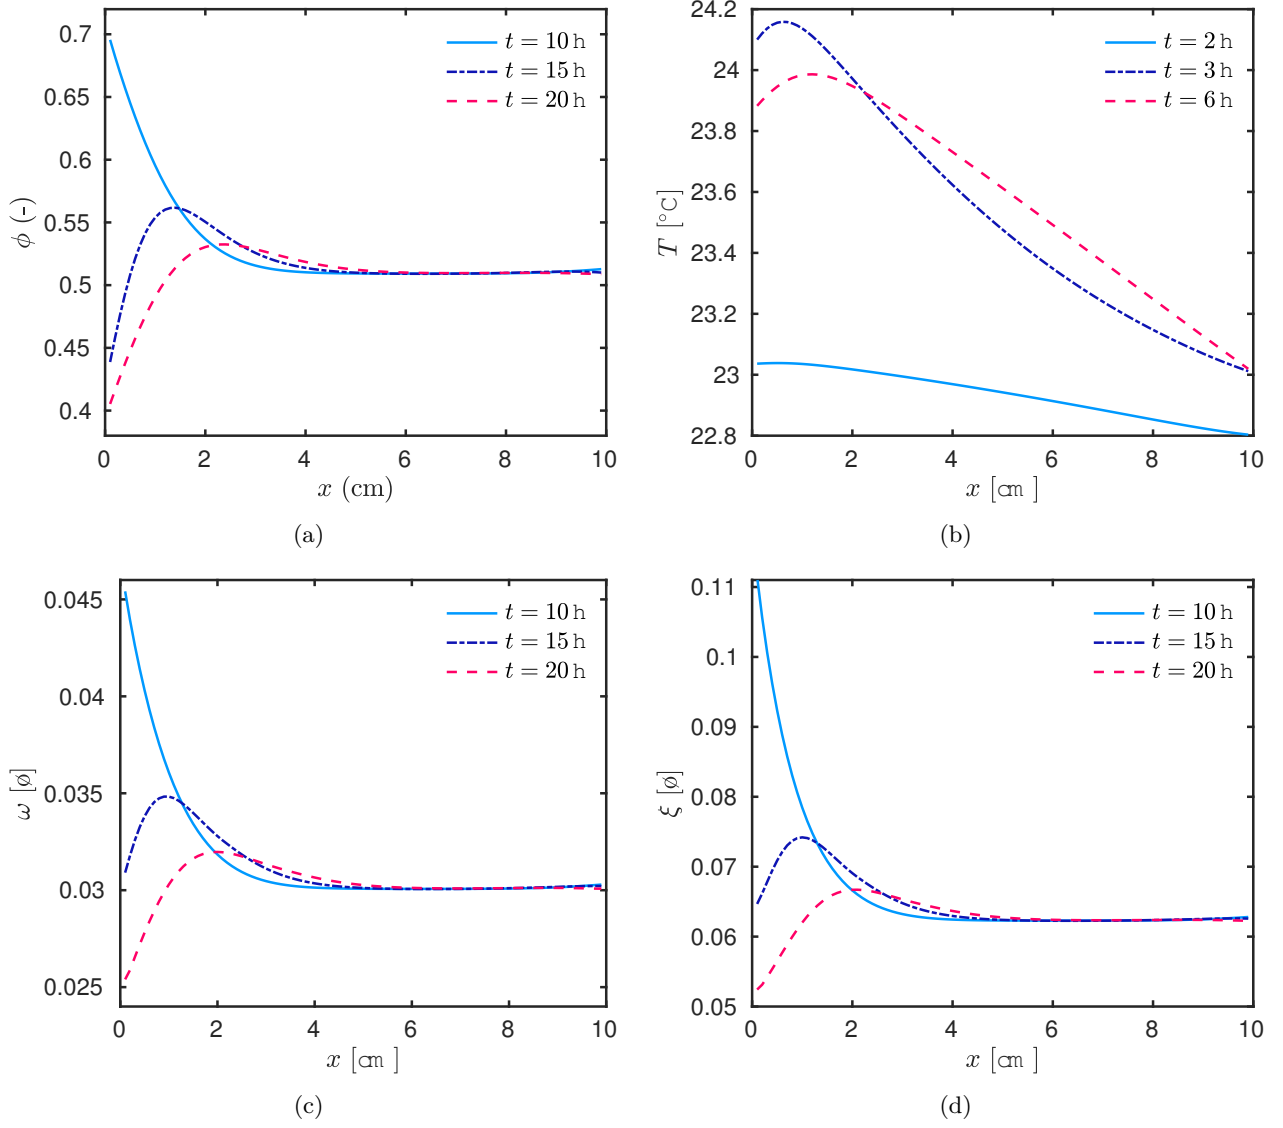 0.7
0.65
0.6
0.55
0.5
0.45
0.4
ϕ (-)
t = 10 h
t = 15 h
t = 20 h
0 2 4 6 8 10
x (cm)
(a)
24.2
24
23.8
23.6
23.4
23.2
23
22.8
T [°C]
t = 2 h
t = 3 h
t = 6 h
0 2 4 6 8 10
x [cm ]
(b)
0.045
0.04
0.035
0.03
0.025
ω [ø]
t = 10 h
t = 15 h
t = 20 h
0 2 4 6 8 10
x [cm ]
(c)
0.11
0.1
0.09
0.08
0.07
0.06
0.05
ξ [ø]
t = 10 h
t = 15 h
t = 20 h
0 2 4 6 8 10
x [cm ]
(d)